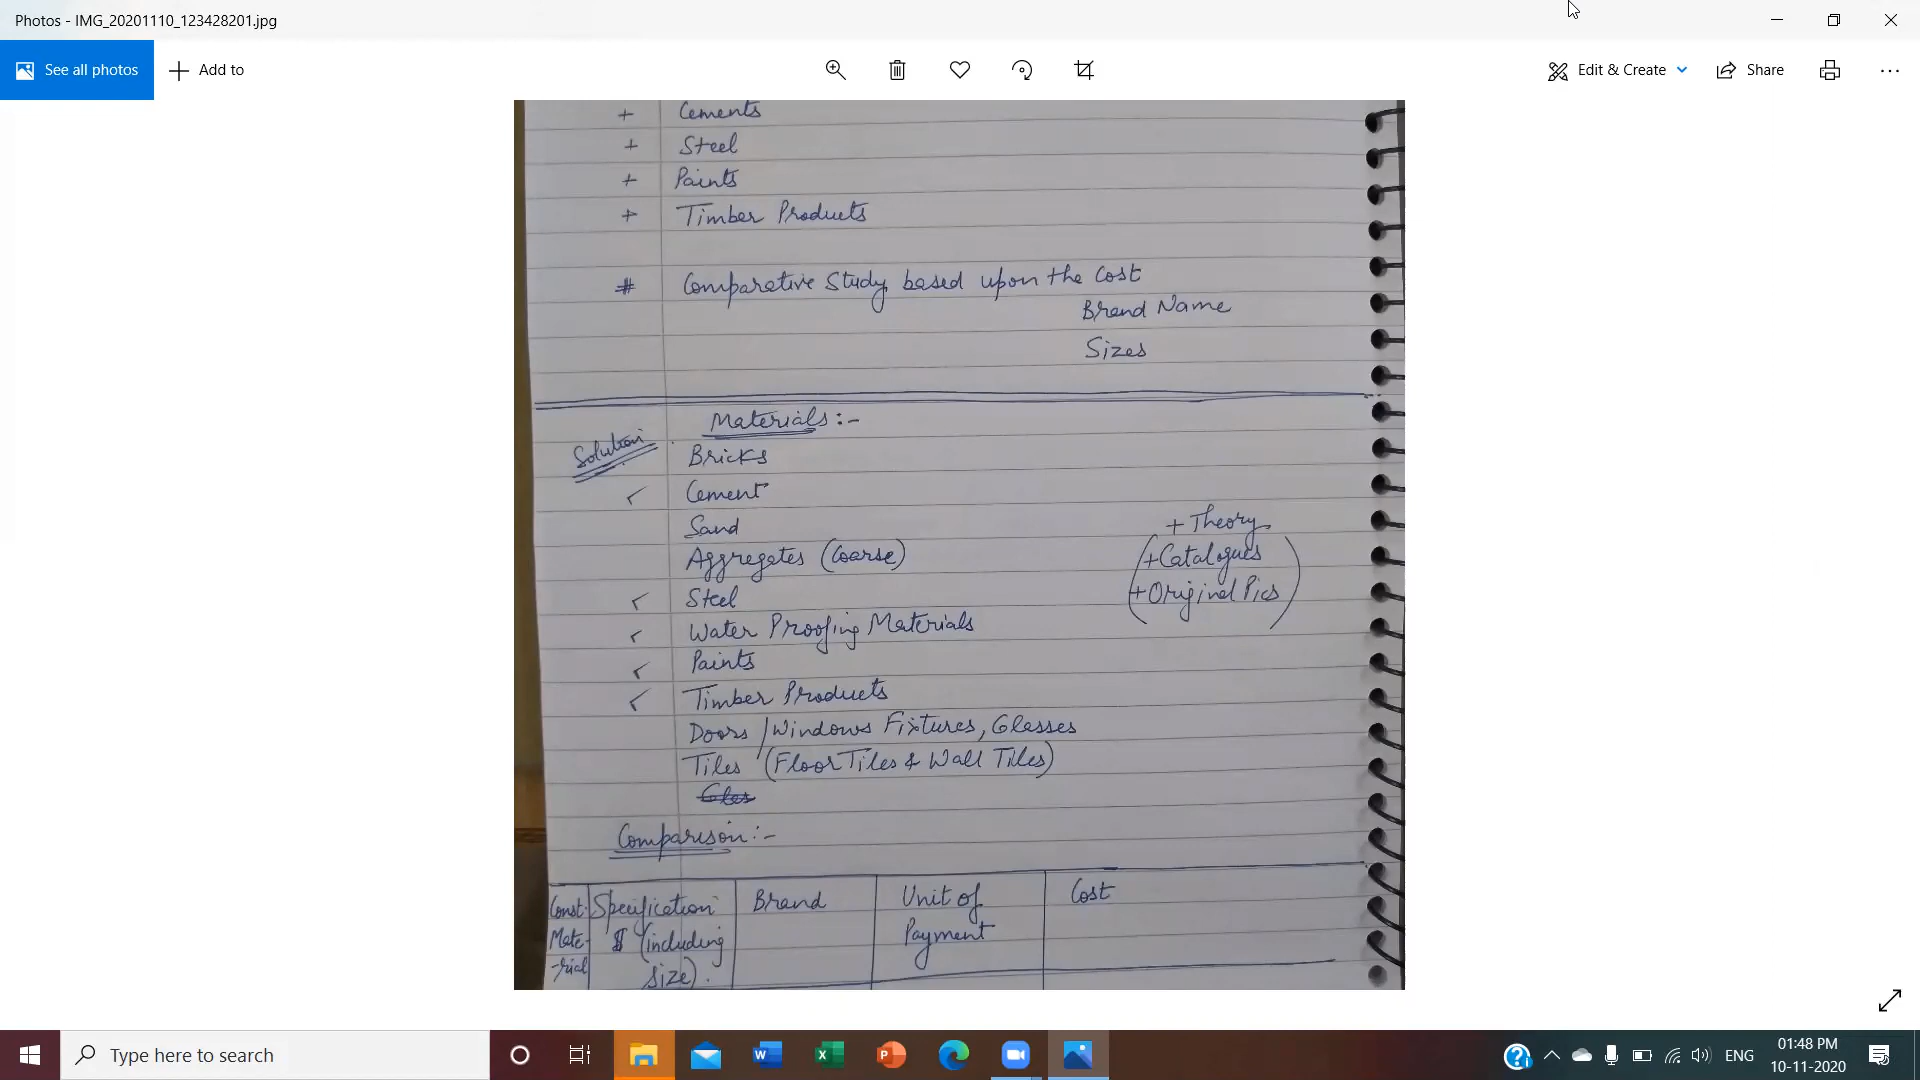 Photos - IMG_20201110_123428201.jpg
See all photos
Add to
Edit & Create
Share
+ Cements
+ Steel
+ Paints
+ Timber Products
# Comparative Study based upon the Cost
Brand Name
Sizes
Materials :-
Solution
Bricks
✓ Cement
Sand
Aggregates (Coarse)
✓ Steel
✓ Water Proofing Materials
✓ Paints
✓ Timber Products
Doors / Windows Fixtures, Glasses
Tiles (Floor Tiles & Wall Tiles)
+ Theory
+ Catalogues
+ Original Pics
Comparison :-
Const. Specification Brand Unit of Cost
Mate- (including Payment
-rial size).
Type here to search
ENG
01:48 PM
10-11-2020